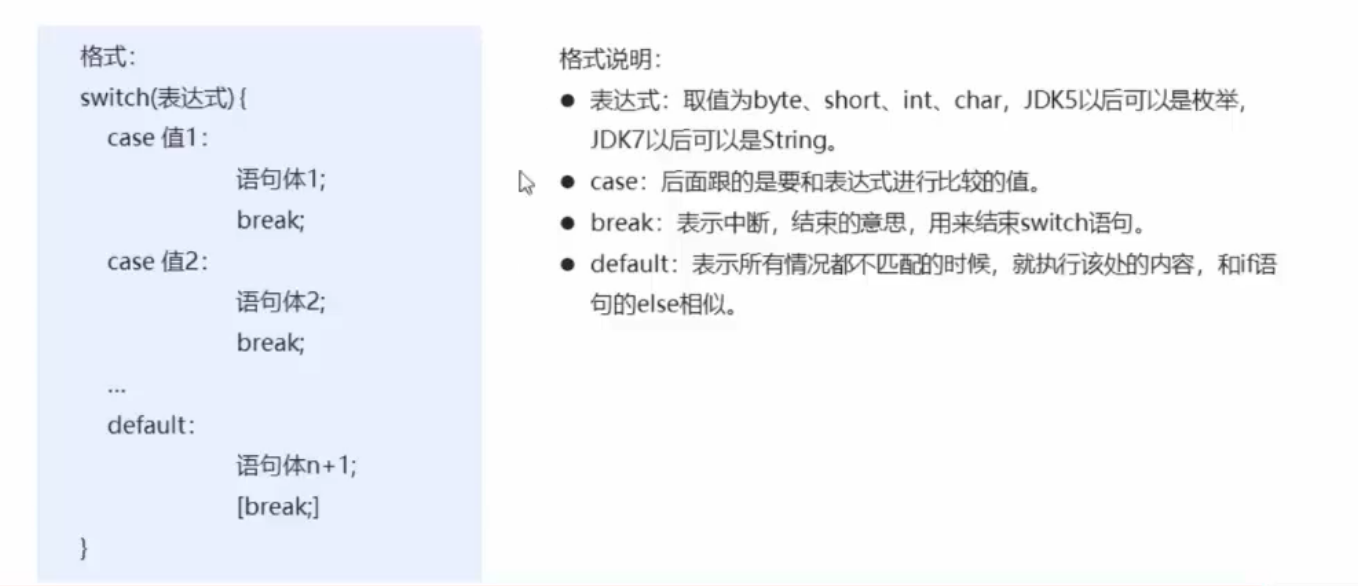 格式：
switch(表达式) {
case 值1：
语句体1;
break;
case 值2：
语句体2;
break;
...
default：
语句体n+1;
[break;]
}
格式说明：
● 表达式：取值为byte、short、int、char，JDK5以后可以是枚举，
JDK7以后可以是String。
● case：后面跟的是要和表达式进行比较的值。
● break：表示中断，结束的意思，用来结束switch语句。
● default：表示所有情况都不匹配的时候，就执行该处的内容，和if语
句的else相似。